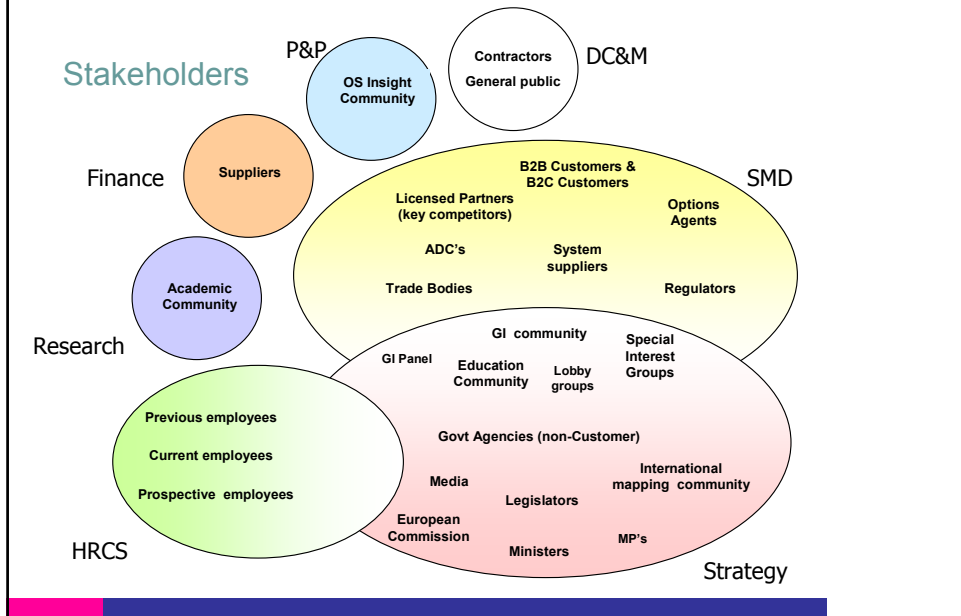 Stakeholders
P&P
OS Insight
Community
Contractors
General public
DC&M
Finance
Suppliers
B2B Customers &
B2C Customers
SMD
Licensed Partners
(key competitors)
Options
Agents
ADC's
System
suppliers
Trade Bodies
Regulators
Academic
Community
Research
GI community
GI Panel
Education
Community
Lobby
groups
Special
Interest
Groups
Previous employees
Current employees
Prospective employees
HRCS
Govt Agencies (non-Customer)
Media
Legislators
International
mapping community
European
Commission
Ministers
MP's
Strategy